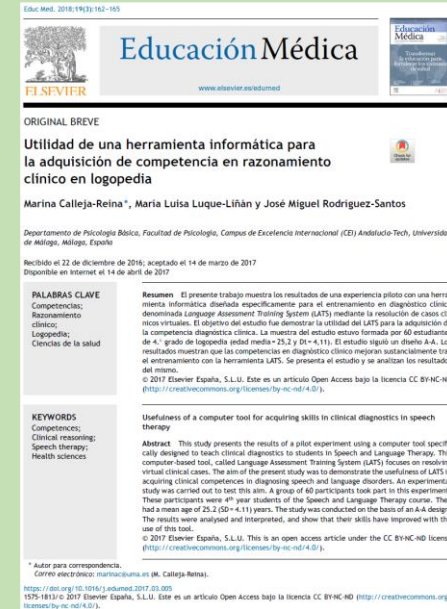 Educ Med. 2018;19(3):162-165
Educación Médica
www.elsevier.es/edumed
ELSEVIER
Educación
Médica
ORIGINAL BREVE
Utilidad de una herramienta informática para
la adquisición de competencia en razonamiento
clínico en logopedia
Marina Calleja-Reina*, María Luisa Luque-Liñán y José Miguel Rodríguez-Santos
Departamento de Psicología Básica, Facultad de Psicología, Campus de Excelencia Internacional (CEI) Andalucía-Tech, Universida
de Málaga, Málaga, España
Recibido el 22 de diciembre de 2016; aceptado el 14 de marzo de 2017
Disponible en Internet el 14 de abril de 2017
PALABRAS CLAVE
Competencias;
Razonamiento
clínico;
Logopedia;
Ciencias de la salud
Resumen El presente trabajo muestra los resultados de una experiencia piloto con una herra
mienta informática diseñada específicamente para el entrenamiento en diagnóstico clínic
denominada Language Assessment Training System (LATS) mediante la resolución de casos clí
nicos virtuales. El objetivo del estudio fue demostrar la utilidad del LATS para la adquisición d
la competencia diagnóstica clínica. La muestra del estudio estuvo formada por 60 estudiante
de 4.º grado de logopedia (edad media = 25,2 y Dt = 4,11). El estudio siguió un diseño A-A. Lo
resultados muestran que las competencias en diagnóstico clínico mejoran sustancialmente tra
el entrenamiento con la herramienta LATS. Se presenta el estudio y se analizan los resultado
del mismo.
© 2017 Elsevier España, S.L.U. Este es un artículo Open Access bajo la licencia CC BY-NC-N
(http://creativecommons.org/licenses/by-nc-nd/4.0/).
KEYWORDS
Competences;
Clinical reasoning;
Speech therapy;
Health sciences
Usefulness of a computer tool for acquiring skills in clinical diagnostics in speech
therapy
Abstract This study presents the results of a pilot experiment using a computer tool specif
cally designed to teach clinical diagnostics to students in Speech and Language Therapy. Th
computer-based tool, called Language Assessment Training System (LATS) focuses on resolvin
virtual clinical cases. The aim of the present study was to demonstrate the usefulness of LATS i
acquiring clinical competences in diagnosing speech and language disorders. An experimenta
study was carried out to test this aim. A group of 60 participants took part in this experiment
These participants were 4th year students of the Speech and Language Therapy course. The
had a mean age of 25.2 (SD = 4.11) years. The study was conducted on the basis of an A-A design
The results were analysed and interpreted, and show that their skills have improved with th
use of this tool.
© 2017 Elsevier España, S.L.U. This is an open access article under the CC BY-NC-ND licens
(http://creativecommons.org/licenses/by-nc-nd/4.0/).
* Autor para correspondencia.
Correo electrónico: marinac@uma.es (M. Calleja-Reina).
https://doi.org/10.1016/j.edumed.2017.03.005
1575-1813/© 2017 Elsevier España, S.L.U. Este es un artículo Open Access bajo la licencia CC BY-NC-ND (http://creativecommons.org/
licenses/by-nc-nd/4.0/).